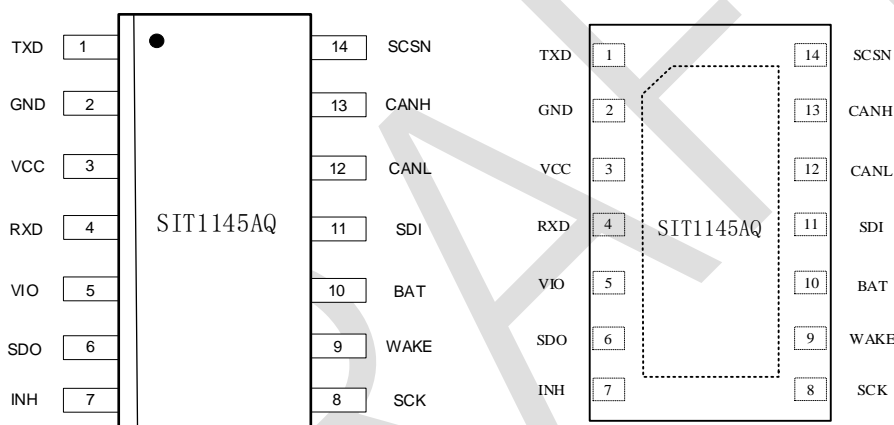 TXD 1 14 SCSN
GND 2 13 CANH
VCC 3 12 CANL
RXD 4 11 SDI
VIO 5 10 BAT
SDO 6 9 WAKE
INH 7 8 SCK
SIT1145AQ
TXD 1 14 SCSN
GND 2 13 CANH
VCC 3 12 CANL
RXD 4 11 SDI
VIO 5 10 BAT
SDO 6 9 WAKE
INH 7 8 SCK
SIT1145AQ